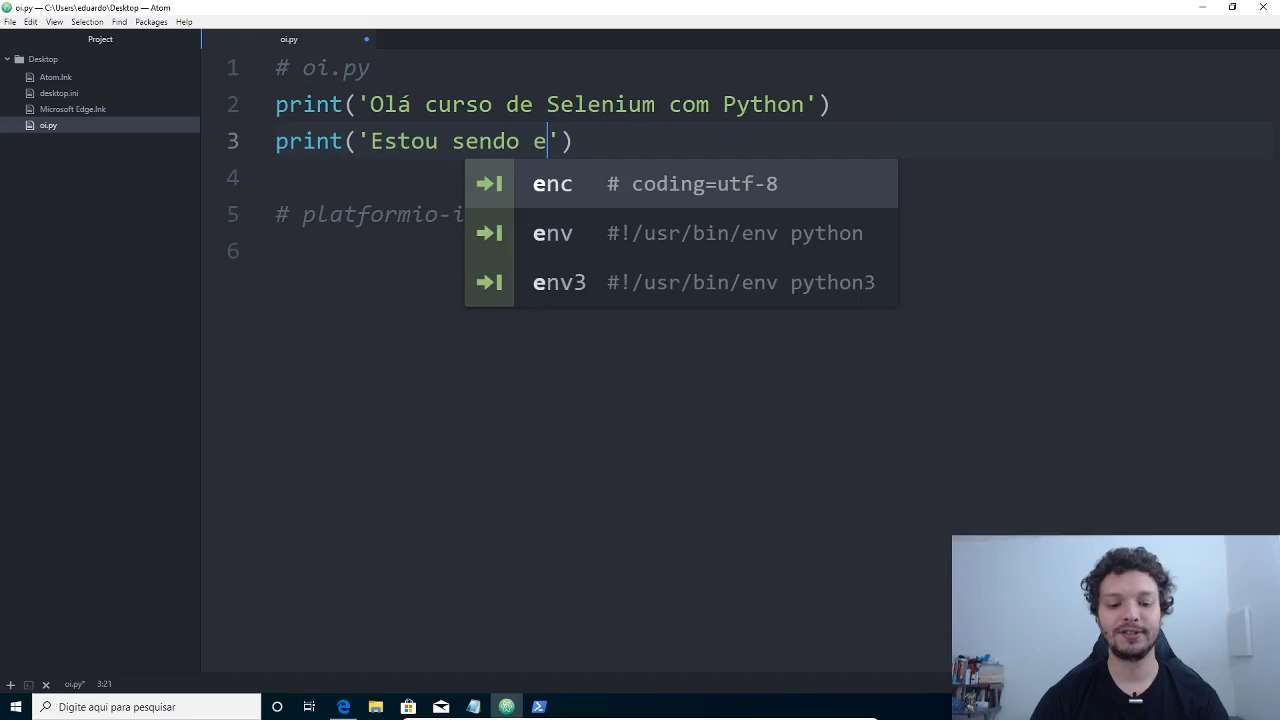 oi.py — C:\Users\eduardo\Desktop — Atom
File Edit View Selection Find Packages Help
Project
oi.py
Desktop
Atom.lnk
desktop.ini
Microsoft Edge.lnk
oi.py
1 # oi.py
2 print('Olá curso de Selenium com Python')
3 print('Estou sendo e')
4
5 # platformio-i
6
enc # coding=utf-8
env #!/usr/bin/env python
env3 #!/usr/bin/env python3
oi.py* 3:21
Digite aqui para pesquisar